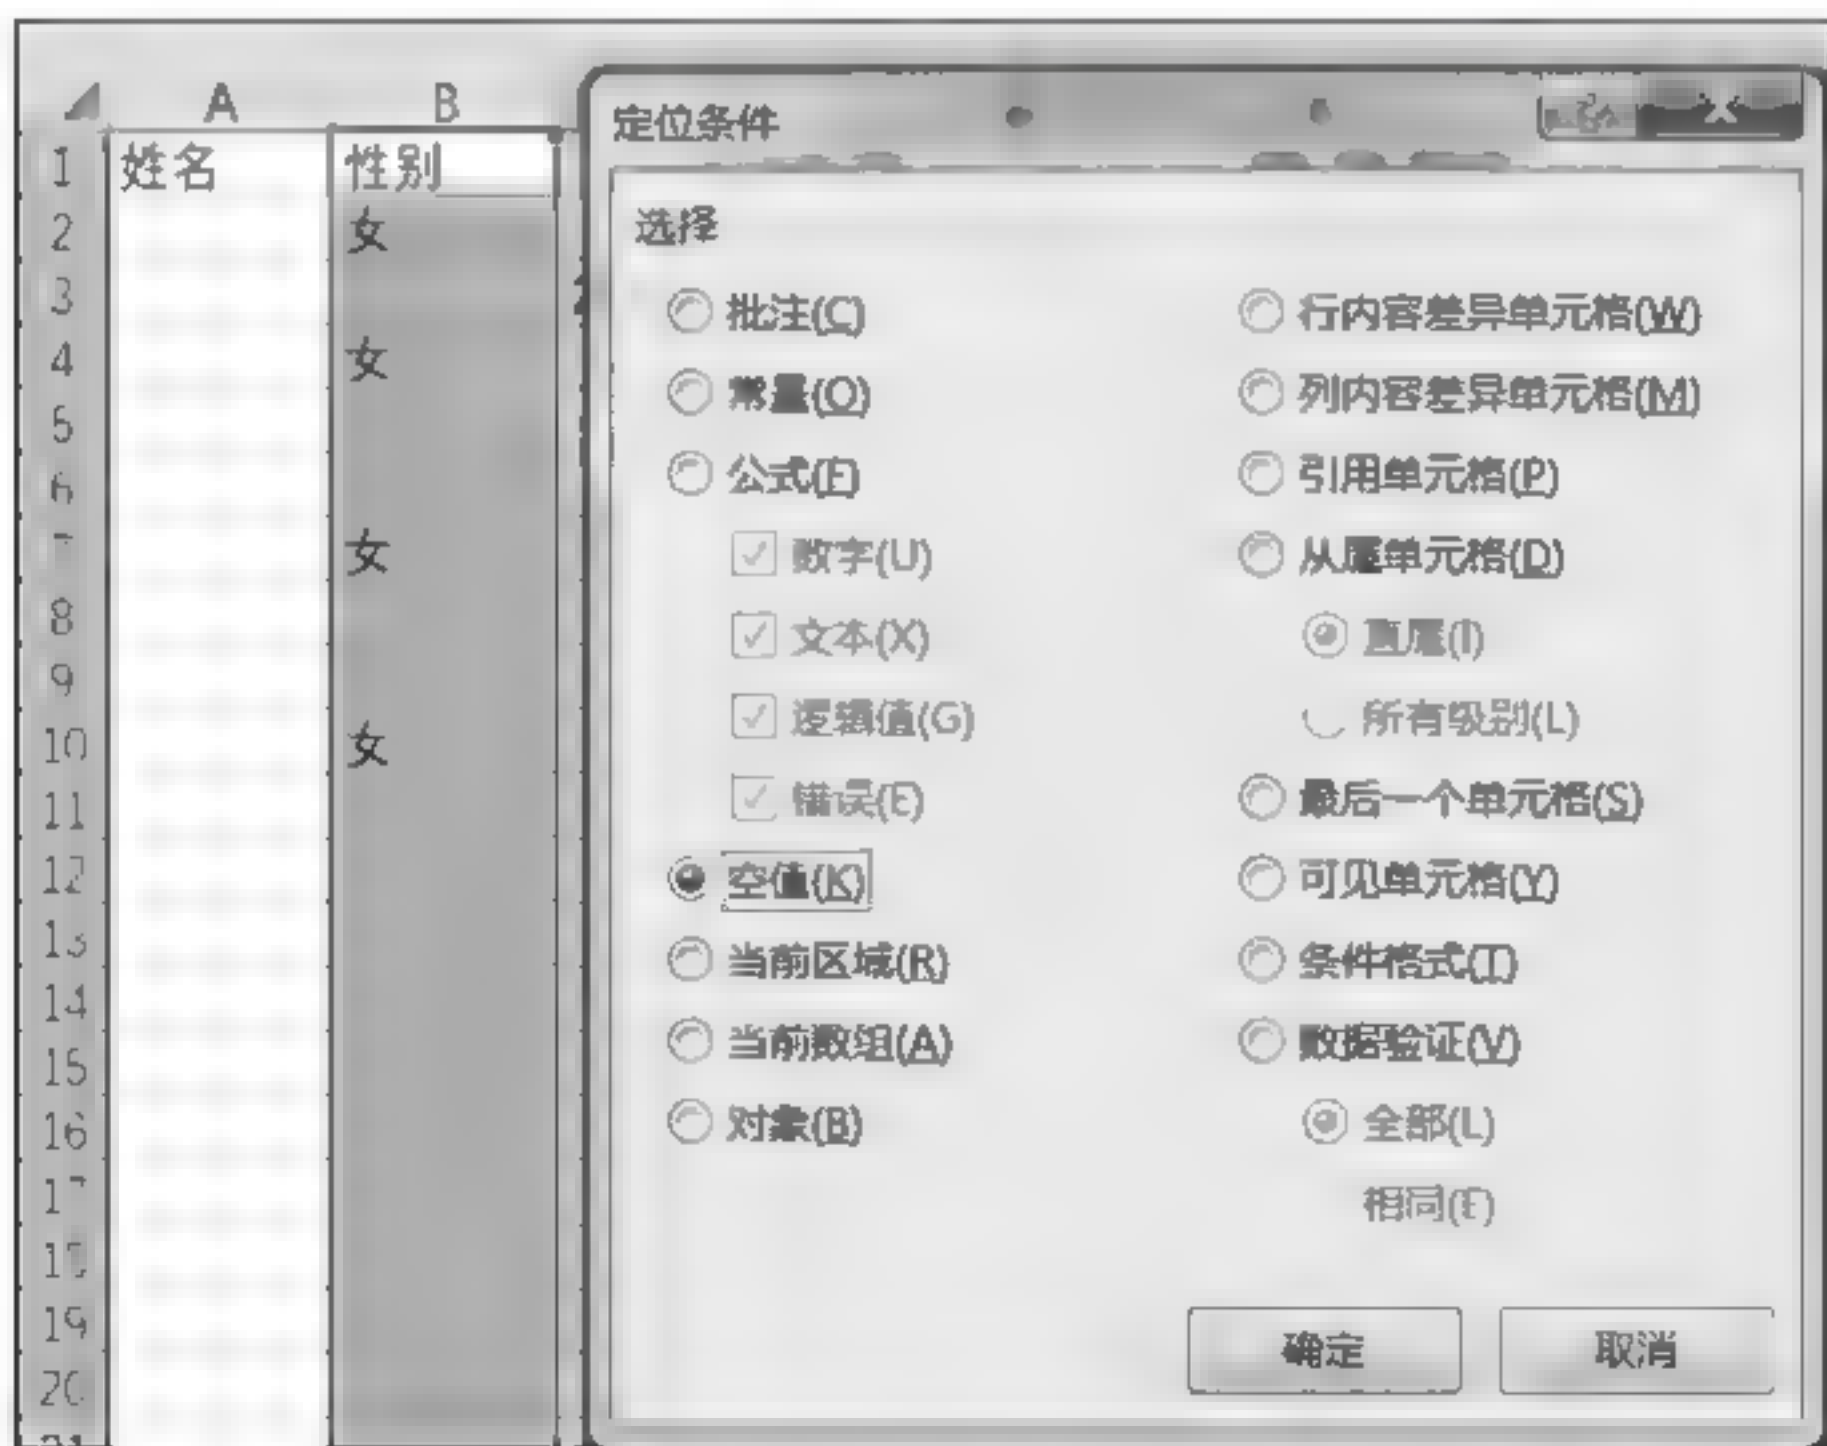 A B
1 姓名 性别
2 女
3
4 女
5
6
女
8
9
10 女
11
12
13
14
15
16
19
定位条件
选择
批注(C)
常量(O)
公式(F)
数字(U)
文本(X)
逻辑值(G)
错误(E)
空值(K)
当前区域(R)
当前数组(A)
对象(B)
行内容差异单元格(W)
列内容差异单元格(M)
引用单元格(P)
从属单元格(D)
直属(I)
所有级别(L)
最后一个单元格(S)
可见单元格(Y)
条件格式(T)
数据验证(V)
全部(L)
相同(E)
确定 取消